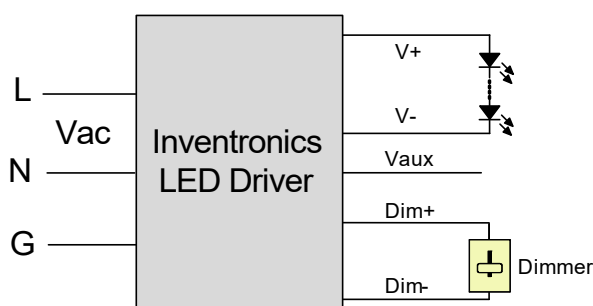 L
Vac
N
G
Inventronics
LED Driver
V+
V-
Vaux
Dim+
Dim-
Dimmer